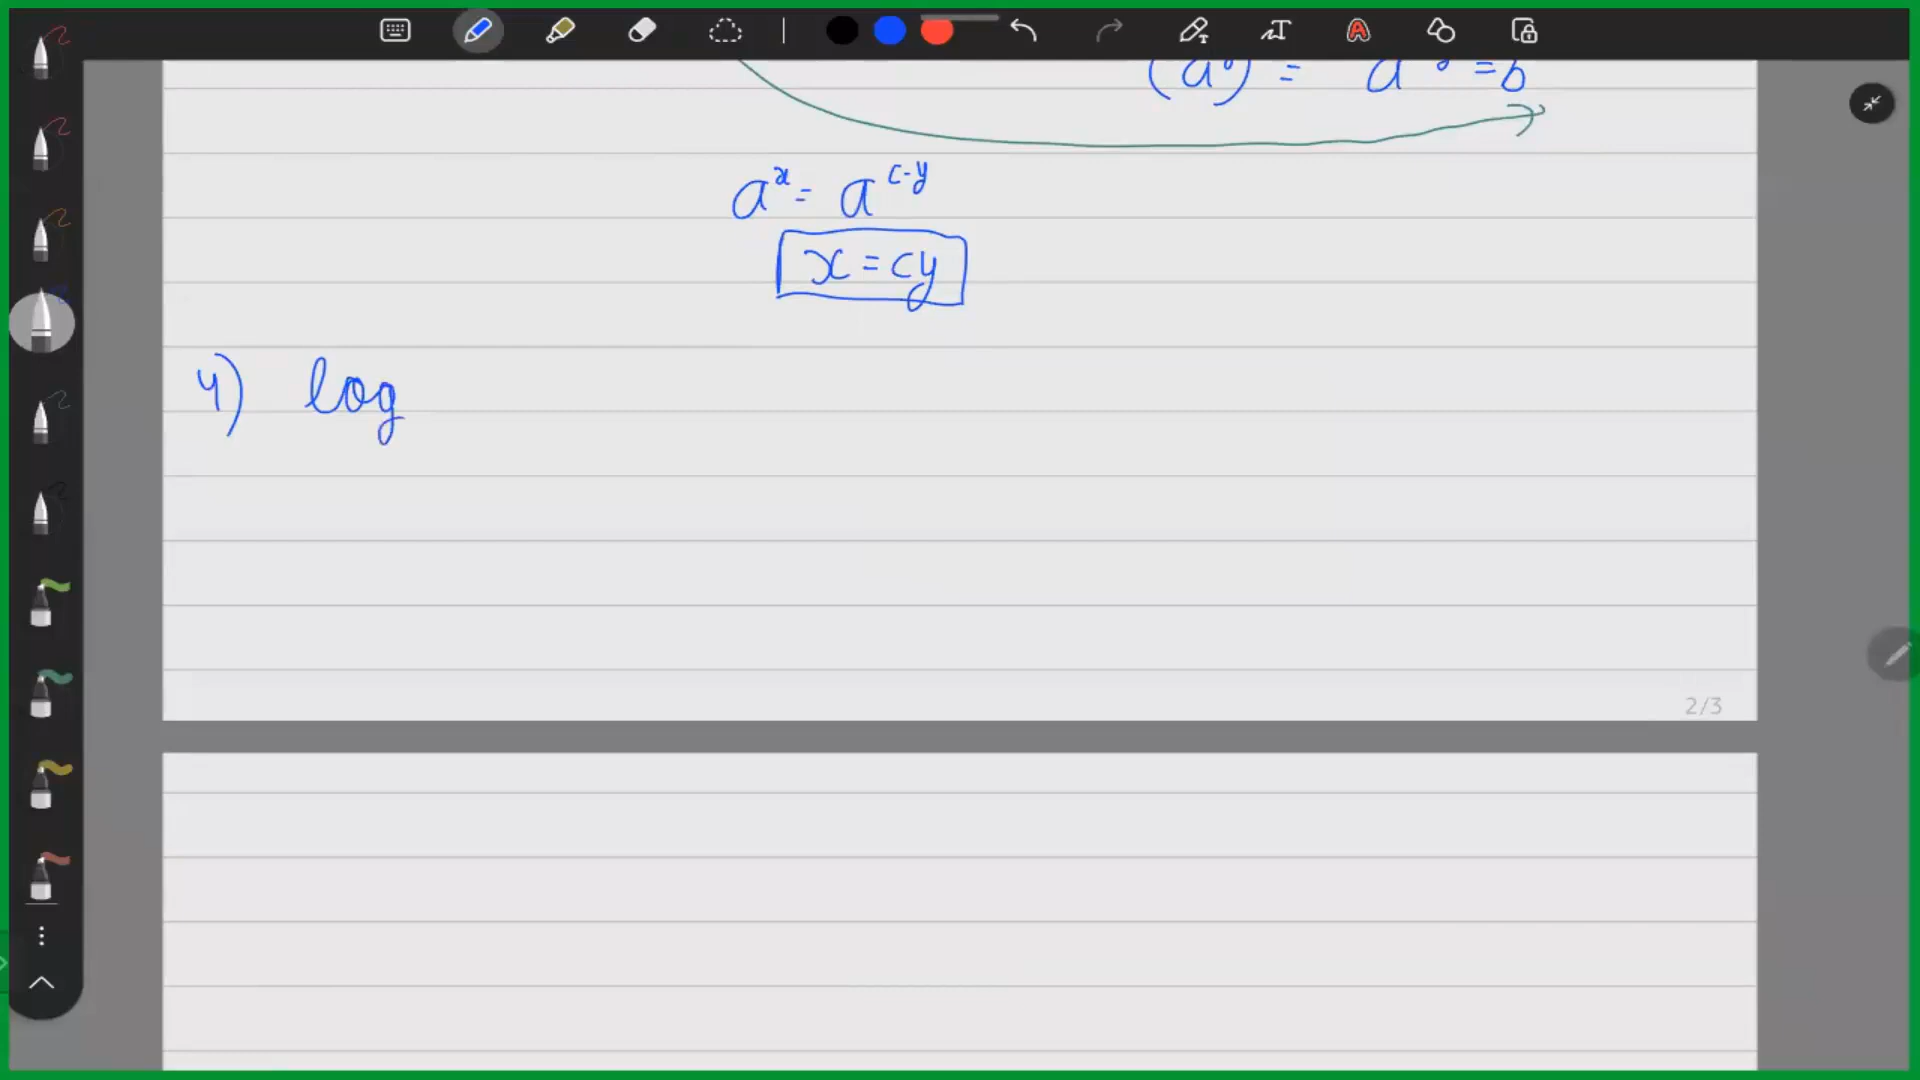 (a^y) = a^y = b
a^x = a^{c-y}
x = cy
4) log
2/3